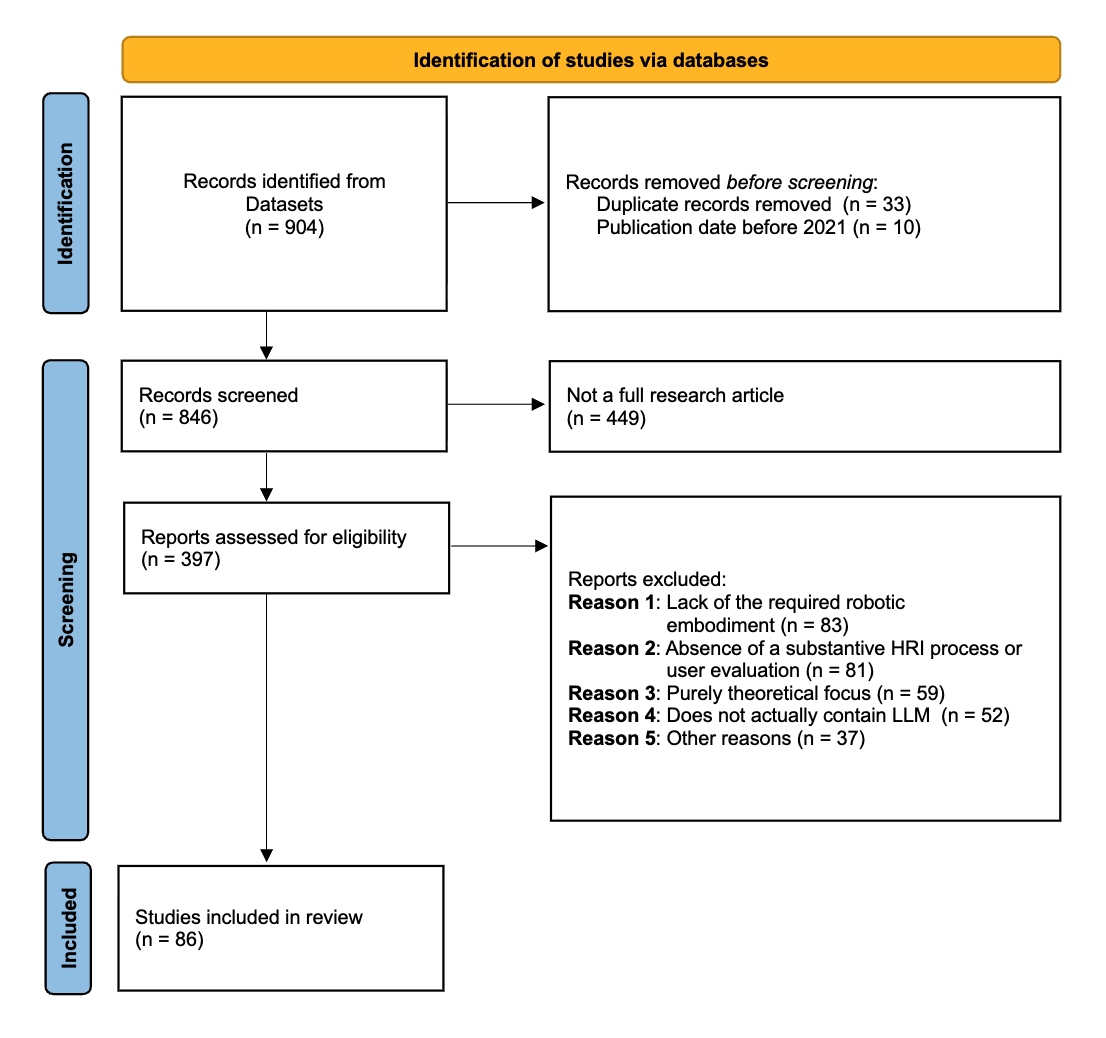 Identification of studies via databases
Identification
Records identified from
Datasets
(n = 904)
Records removed before screening:
Duplicate records removed  (n = 33)
Publication date before 2021 (n = 10)
Screening
Records screened
(n = 846)
Not a full research article
(n = 449)
Reports assessed for eligibility
(n = 397)
Reports excluded:
Reason 1: Lack of the required robotic
embodiment (n = 83)
Reason 2: Absence of a substantive HRI process or
user evaluation (n = 81)
Reason 3: Purely theoretical focus (n = 59)
Reason 4: Does not actually contain LLM  (n = 52)
Reason 5: Other reasons (n = 37)
Included
Studies included in review
(n = 86)